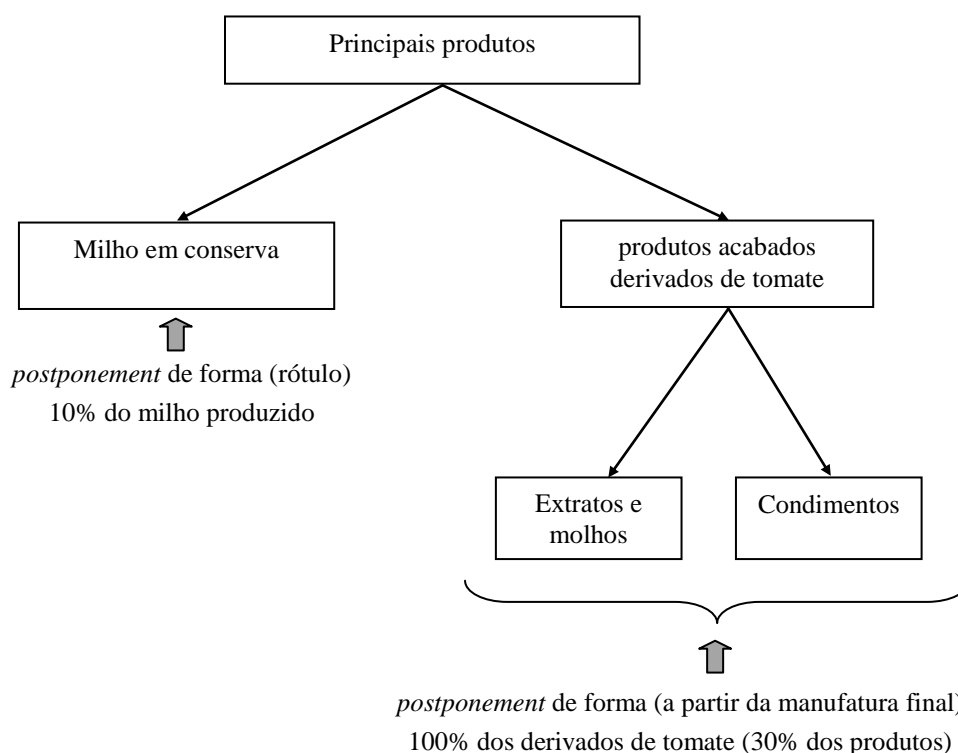 Principais produtos
Milho em conserva
produtos acabados
derivados de tomate
postponement de forma (rótulo)
10% do milho produzido
Extratos e
molhos
Condimentos
postponement de forma (a partir da manufatura final)
100% dos derivados de tomate (30% dos produtos)